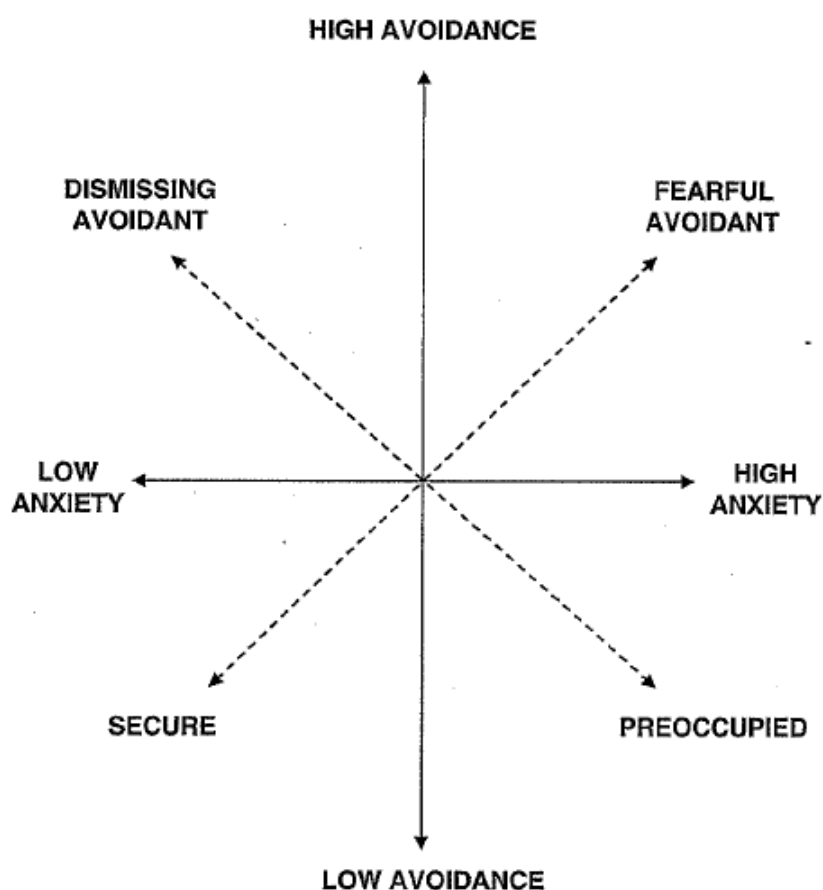 HIGH AVOIDANCE
DISMISSING
AVOIDANT
FEARFUL
AVOIDANT
LOW
ANXIETY
HIGH
ANXIETY
SECURE
PREOCCUPIED
LOW AVOIDANCE